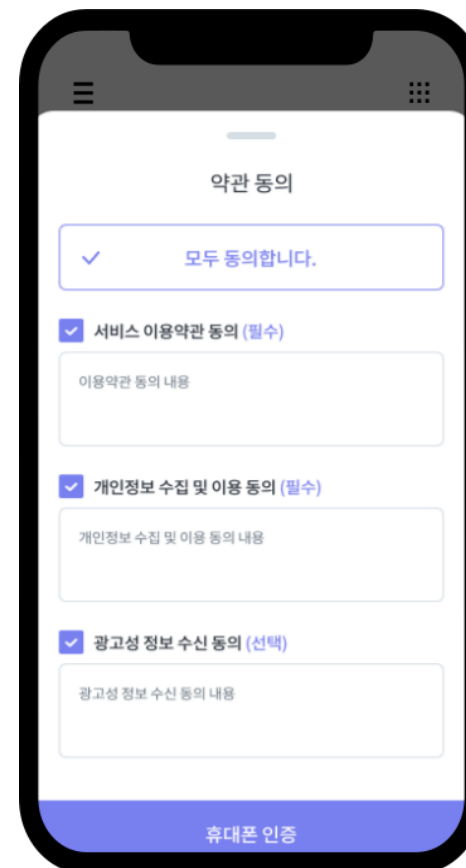 약관 동의
모두 동의합니다.
서비스 이용약관 동의 (필수)
이용약관 동의 내용
개인정보 수집 및 이용 동의 (필수)
개인정보 수집 및 이용 동의 내용
광고성 정보 수신 동의 (선택)
광고성 정보 수신 동의 내용
휴대폰 인증